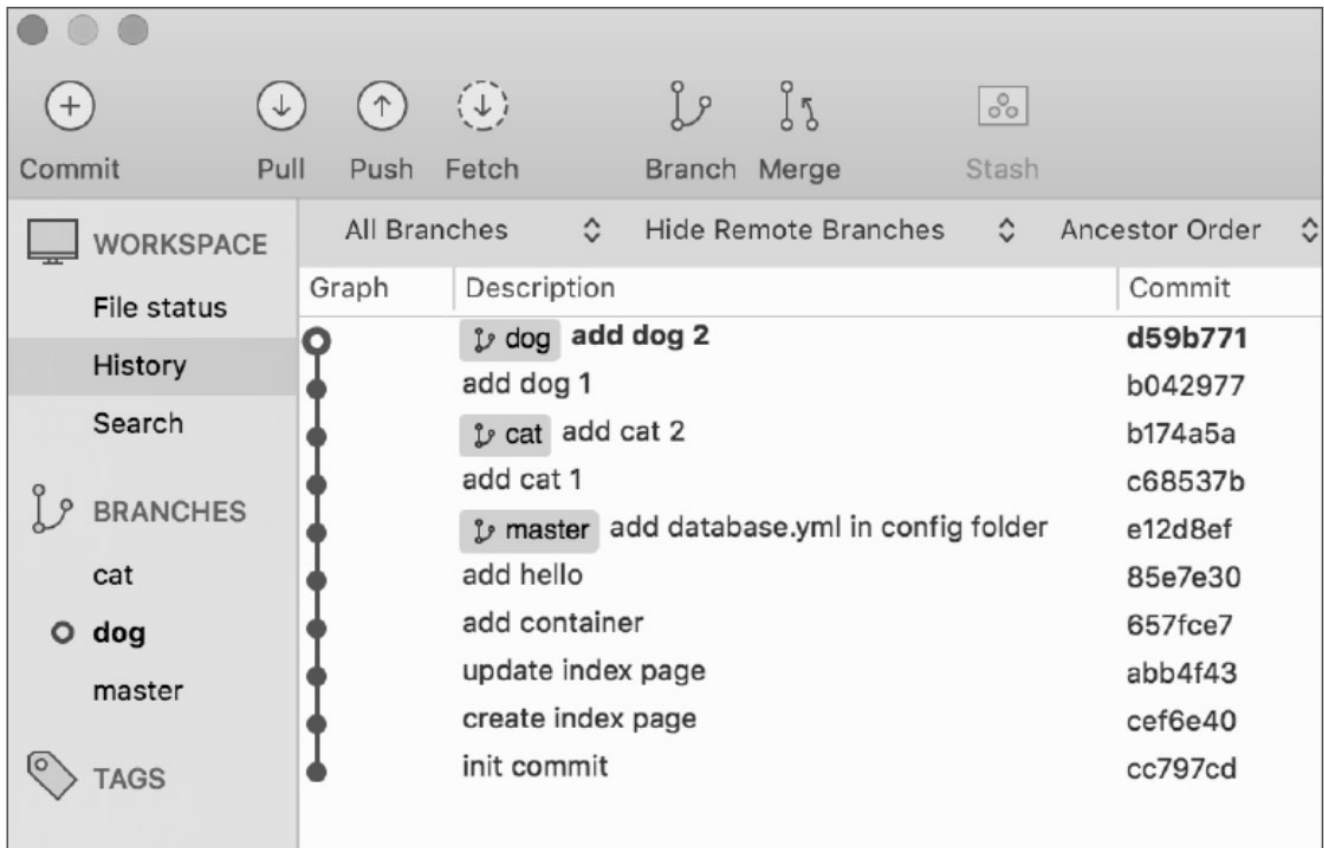 Commit Pull Push Fetch Branch Merge Stash
WORKSPACE
File status
History
Search
BRANCHES
cat
dog
master
TAGS
All Branches Hide Remote Branches Ancestor Order
Graph Description Commit
dog add dog 2 d59b771
add dog 1 b042977
cat add cat 2 b174a5a
add cat 1 c68537b
master add database.yml in config folder e12d8ef
add hello 85e7e30
add container 657fce7
update index page abb4f43
create index page cef6e40
init commit cc797cd